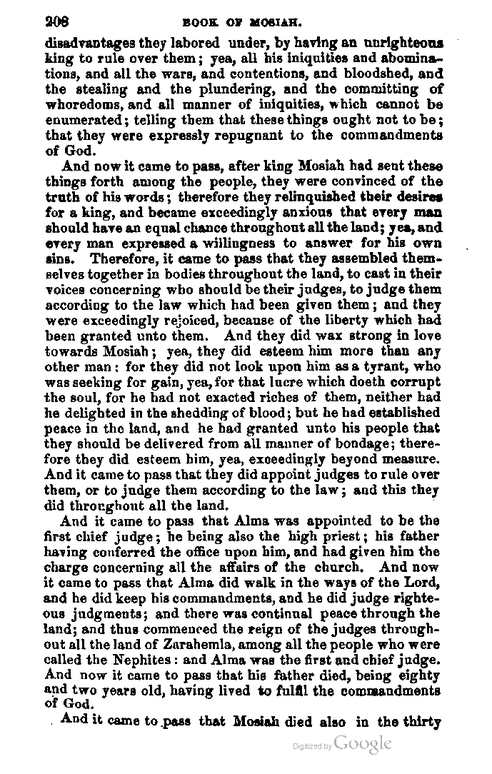 208 BOOK OF MOSIAH.
disadvantages they labored under, by having an unrighteous
king to rule over them; yea, all his iniquities and abomina-
tions, and all the wars, and contentions, and bloodshed, and
the stealing and the plundering, and the committing of
whoredoms, and all manner of iniquities, which cannot be
enumerated; telling them that these things ought not to be;
that they were expressly repugnant to the commandments
of God.
And now it came to pass, after king Mosiah had sent these
things forth among the people, they were convinced of the
truth of his words; therefore they relinquished their desires
for a king, and became exceedingly anxious that every man
should have an equal chance throughout all the land; yea, and
every man expressed a willingness to answer for his own
sins. Therefore, it came to pass that they assembled them-
selves together in bodies throughout the land, to cast in their
voices concerning who should be their judges, to judge them
according to the law which had been given them; and they
were exceedingly rejoiced, because of the liberty which had
been granted unto them. And they did wax strong in love
towards Mosiah; yea, they did esteem him more than any
other man: for they did not look upon him as a tyrant, who
was seeking for gain, yea, for that lucre which doeth corrupt
the soul, for he had not exacted riches of them, neither had
he delighted in the shedding of blood; but he had established
peace in the land, and he had granted unto his people that
they should be delivered from all manner of bondage; there-
fore they did esteem him, yea, exceedingly beyond measure.
And it came to pass that they did appoint judges to rule over
them, or to judge them according to the law; and this they
did throughout all the land.
And it came to pass that Alma was appointed to be the
first chief judge; he being also the high priest; his father
having conferred the office upon him, and had given him the
charge concerning all the affairs of the church. And now
it came to pass that Alma did walk in the ways of the Lord,
and he did keep his commandments, and he did judge righte-
ous judgments; and there was continual peace through the
land; and thus commenced the reign of the judges through-
out all the land of Zarahemla, among all the people who were
called the Nephites: and Alma was the first and chief judge.
And now it came to pass that his father died, being eighty
and two years old, having lived to fulfil the commandments
of God.
And it came to pass that Mosiah died also in the thirty
Digitized by Google